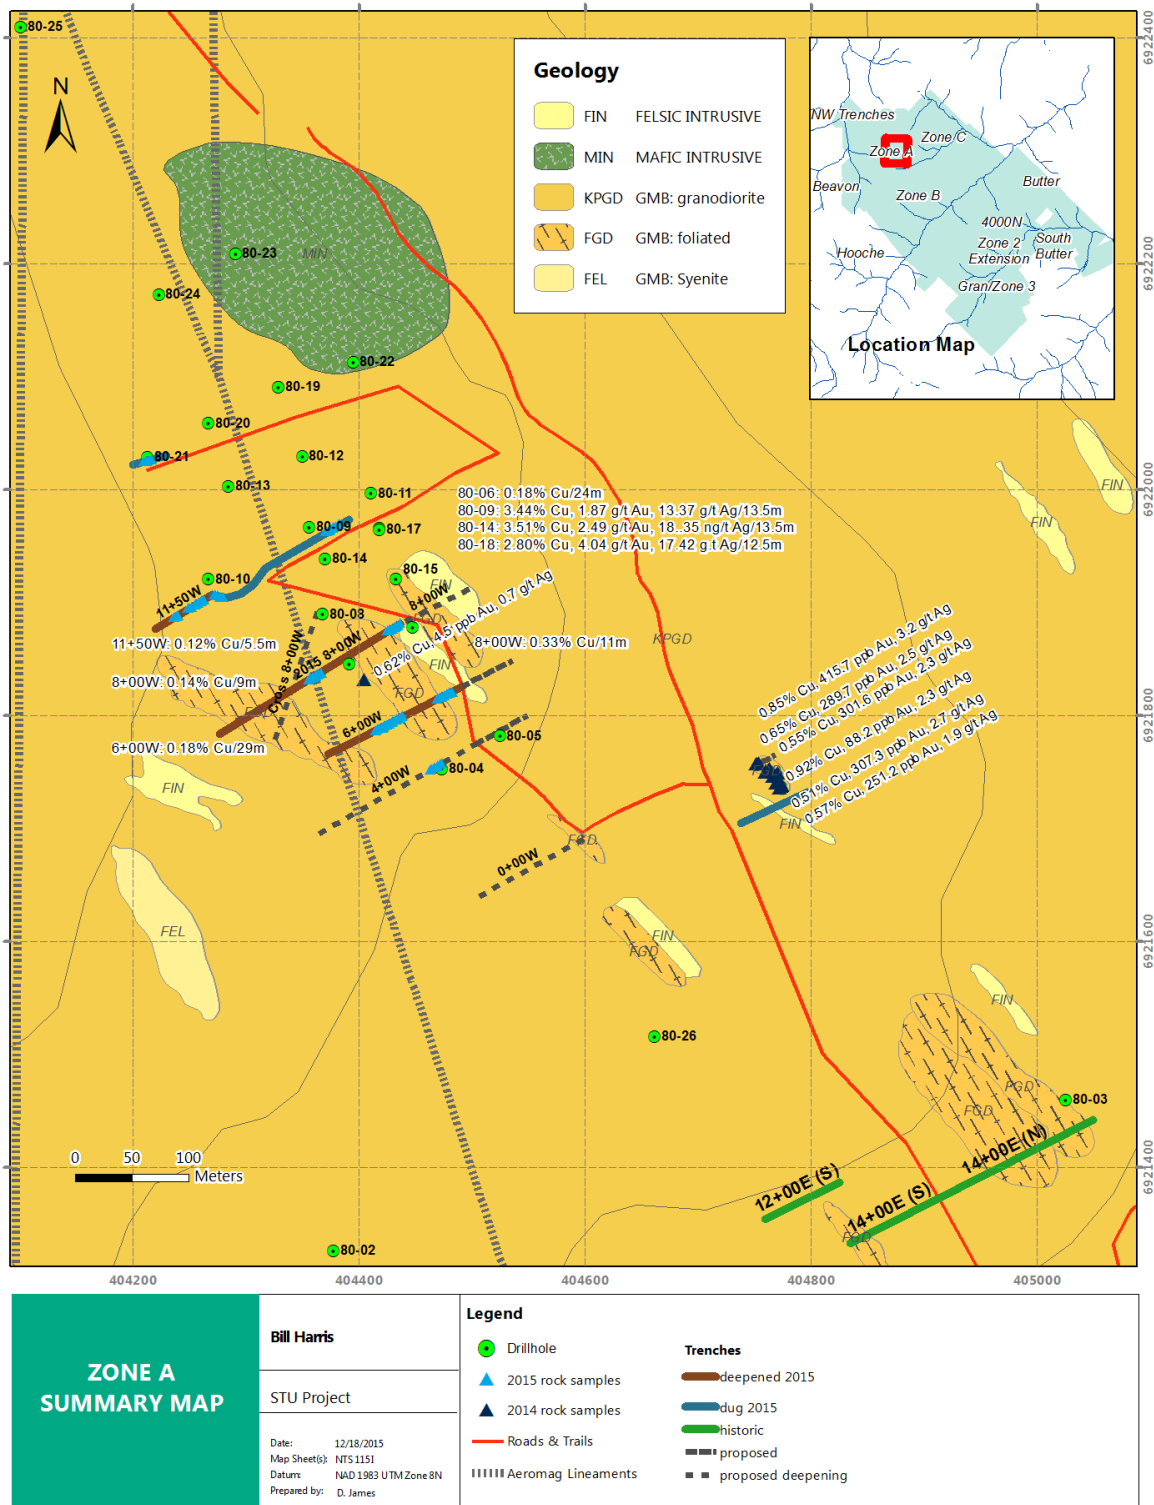 80-25
N
Geology
FIN FELSIC INTRUSIVE
MIN MAFIC INTRUSIVE
KPGD GMB: granodiorite
FGD GMB: foliated
FEL GMB: Syenite
NW Trenches
Zone C
Zone A
Beavon
Zone B
Butter
4000N
Zone 2
Extension
South
Butter
Hooche
Gran/Zone 3
Location Map
6922400
6922200
6922000
6921800
6921600
6921400
80-23
MIN
80-24
80-22
80-19
80-20
80-21
80-12
80-13
80-11
80-09
80-17
80-14
80-15
80-10
80-03
80-06: 0.18% Cu/24m
80-09: 3.44% Cu, 1.87 g/t Au, 13.37 g/t Ag/13.5m
80-14: 3.51% Cu, 2.49 g/t Au, 18..35 ng/t Ag/13.5m
80-18: 2.80% Cu, 4.04 g/t Au, 17.42 g.t Ag/12.5m
FIN
FIN
FIN
8+00W
FGD
11+50W
11+50W: 0.12% Cu/5.5m
Cross 8+00W
2015 8+00W
0.62% Cu, 4.5 ppb Au, 0.7 g/t Ag
8+00W: 0.33% Cu/11m
FIN
KPGD
8+00W: 0.14% Cu/9m
FGD
6+00W
6+00W: 0.18% Cu/29m
80-05
80-04
4+00W
0.85% Cu, 415.7 ppb Au, 3.2 g/t Ag
0.65% Cu, 289.7 ppb Au, 2.5 g/t Ag
0.55% Cu, 301.6 ppb Au, 2.3 g/t Ag
0.92% Cu, 88.2 ppb Au, 2.3 g/t Ag
0.51% Cu, 307.3 ppb Au, 2.7 g/t Ag
0.57% Cu, 251.2 ppb Au, 1.9 g/t Ag
FGD
FIN
FIN
FGD
0+00W
FEL
FIN
FGD
FIN
80-26
FGD
FGD
80-03
14+00E (N)
12+00E (S)
14+00E (S)
FGD
0 50 100
Meters
80-02
404200 404400 404600 404800 405000
ZONE A
SUMMARY MAP
Bill Harris
STU Project
Date: 12/18/2015
Map Sheet(s): NTS 115I
Datum: NAD 1983 UTM Zone 8N
Prepared by: D. James
Legend
Drillhole
2015 rock samples
2014 rock samples
Roads & Trails
Aeromag Lineaments
Trenches
deepened 2015
dug 2015
historic
proposed
proposed deepening